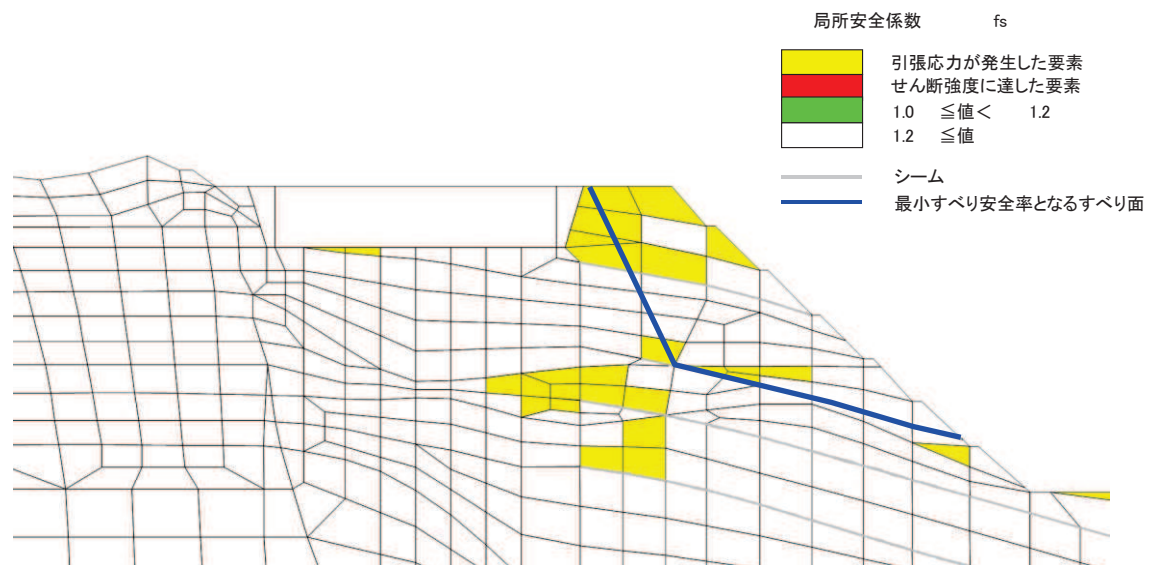 局所安全係数 fs
引張応力が発生した要素
せん断強度に達した要素
1.0 ≦値< 1.2
1.2 ≦値
シーム
最小すべり安全率となるすべり面